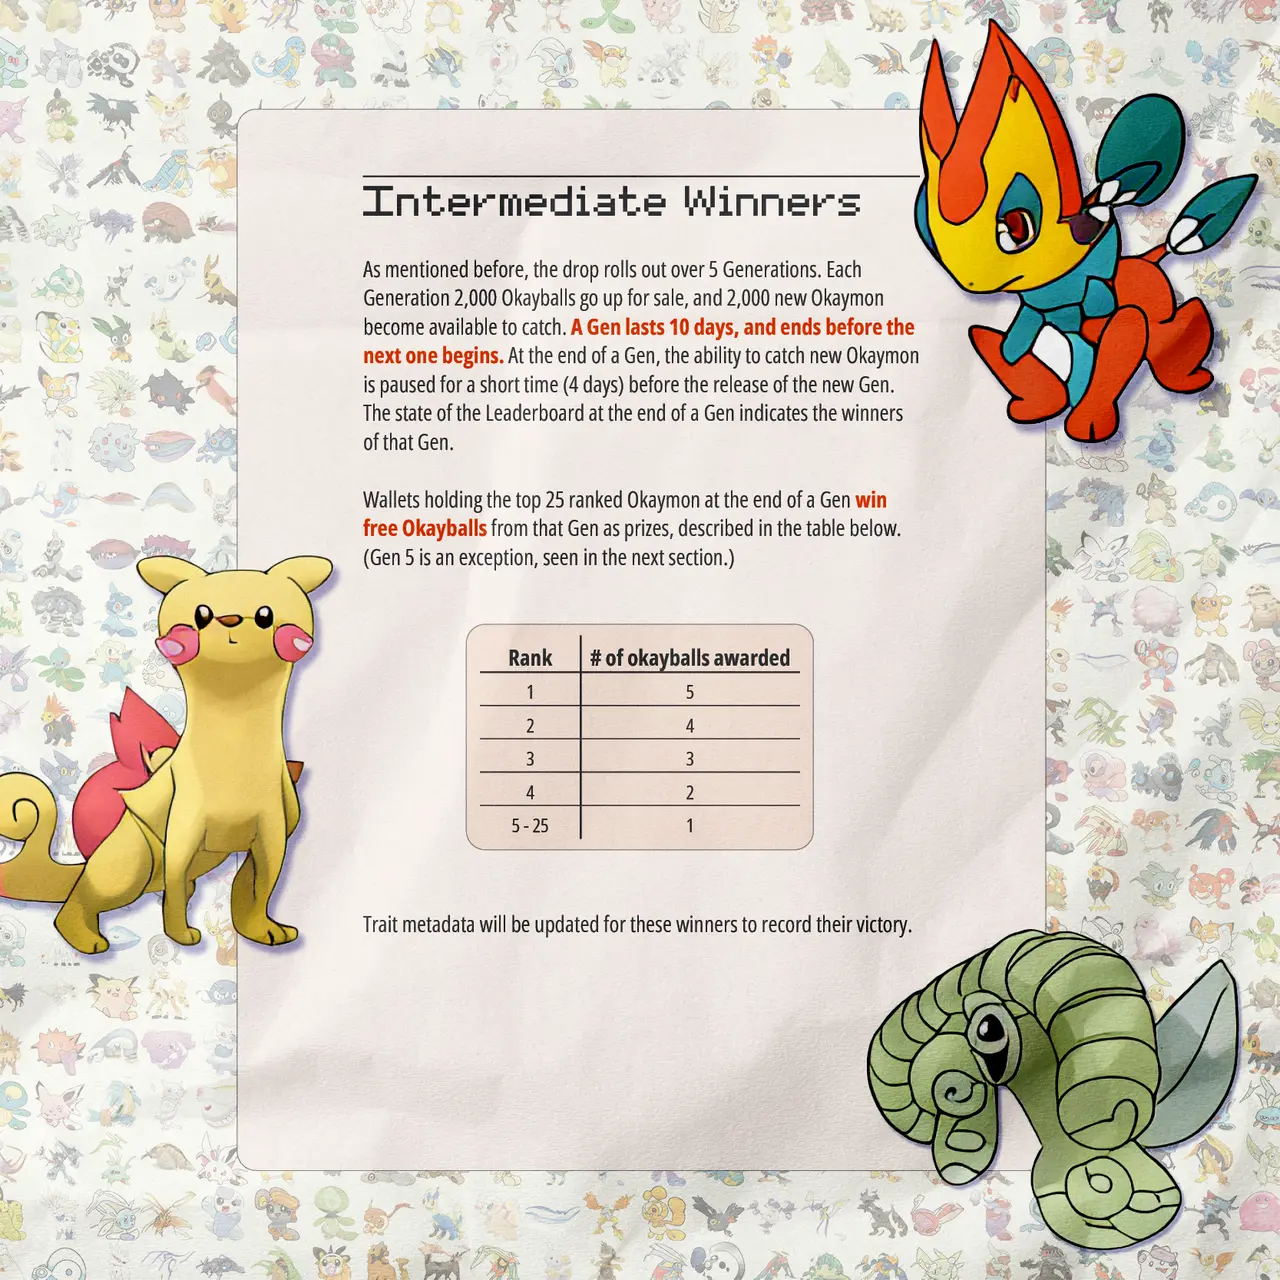 Intermediate Winners
As mentioned before, the drop rolls out over 5 Generations. Each
Generation 2,000 Okayballs go up for sale, and 2,000 new Okaymon
become available to catch. A Gen lasts 10 days, and ends before the
next one begins. At the end of a Gen, the ability to catch new Okaymon
is paused for a short time (4 days) before the release of the new Gen.
The state of the Leaderboard at the end of a Gen indicates the winners
of that Gen.
Wallets holding the top 25 ranked Okaymon at the end of a Gen win
free Okayballs from that Gen as prizes, described in the table below.
(Gen 5 is an exception, seen in the next section.)
Rank # of okayballs awarded
1 5
2 4
3 3
4 2
5 - 25 1
Trait metadata will be updated for these winners to record their victory.